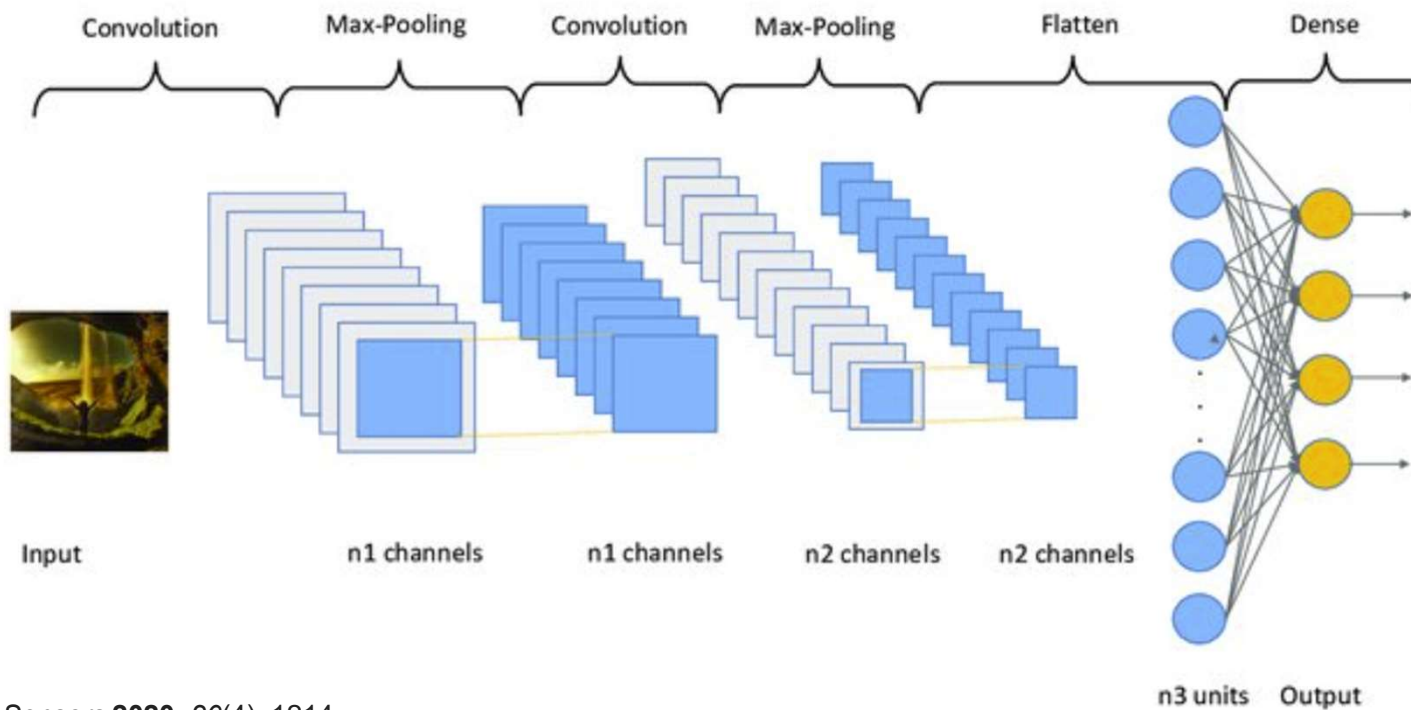 Convolution Max-Pooling Convolution Max-Pooling Flatten Dense
Input n1 channels n1 channels n2 channels n2 channels
n3 units Output
2020